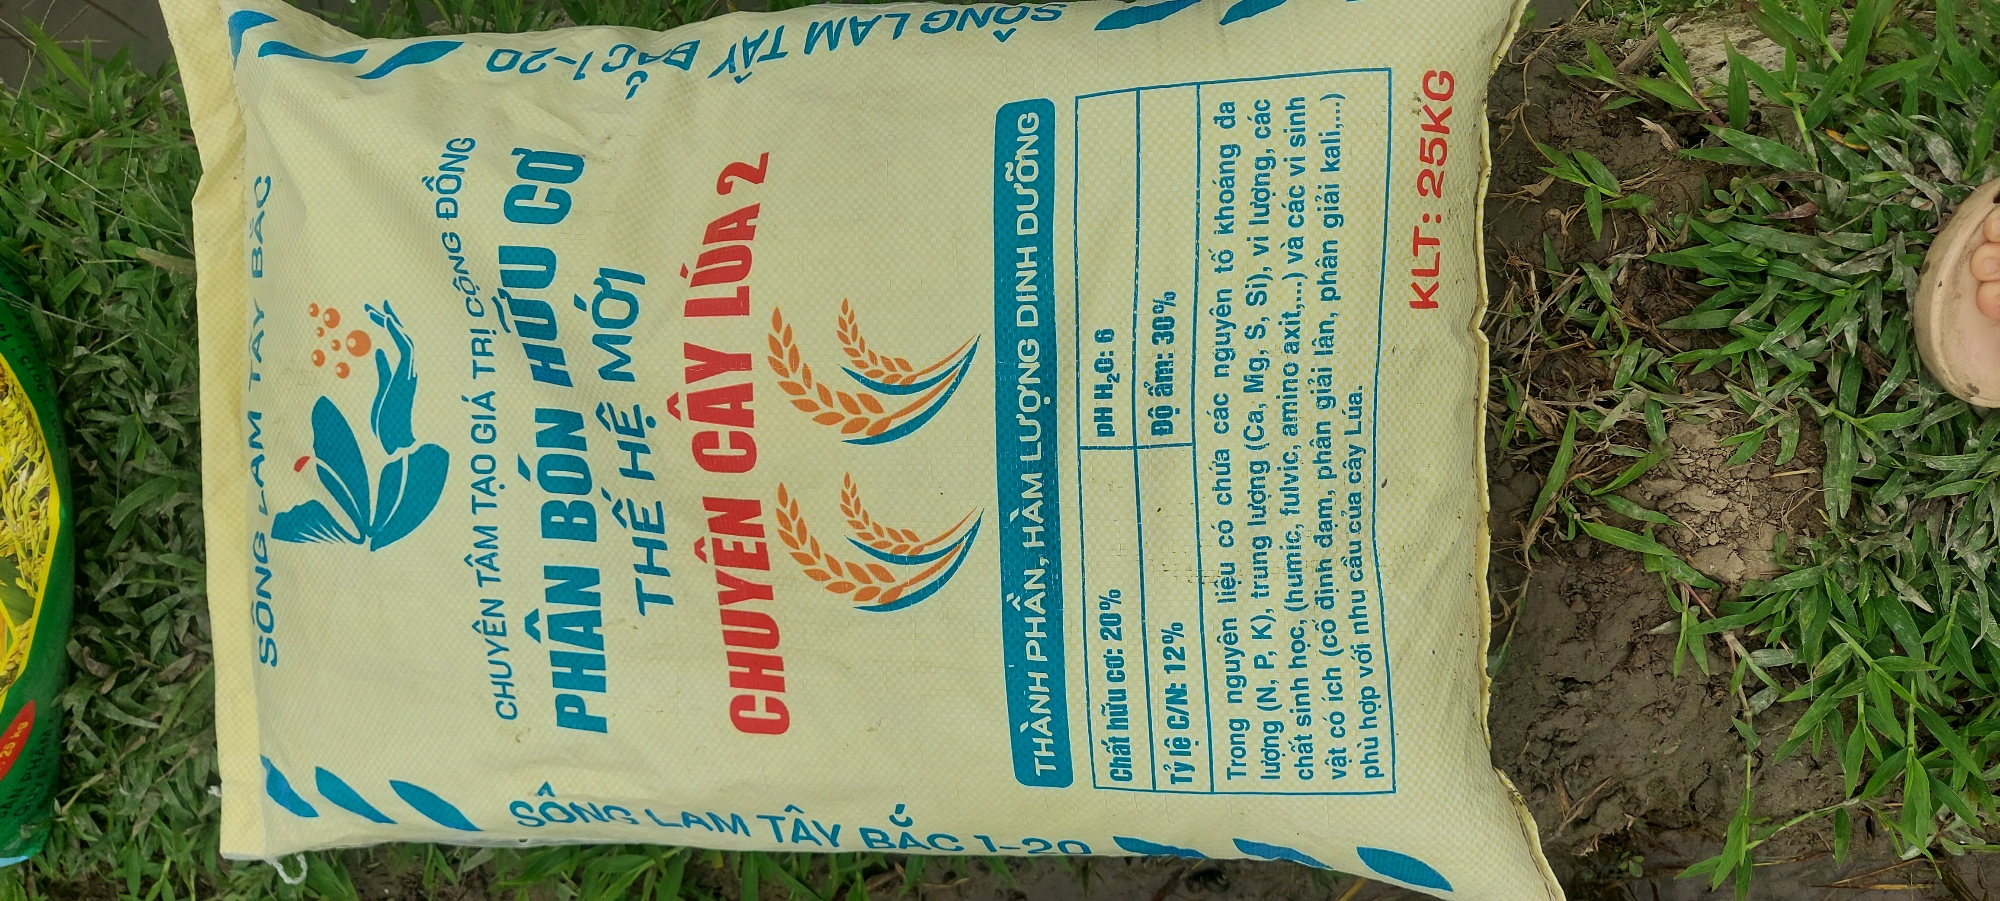 SÔNG LAM TÂY BẮC
CHUYÊN TÂM TẠO GIÁ TRỊ CỘNG ĐỒNG
PHÂN BÓN HỮU CƠ
THẾ HỆ MỚI
CHUYÊN CÂY LÚA 2
THÀNH PHẦN, HÀM LƯỢNG DINH DƯỠNG
Chất hữu cơ: 20%
pH H₂O: 6
Tỷ lệ C/N: 12%
Độ ẩm: 30%
Trong nguyên liệu có chứa các nguyên tố khoáng đa
lượng (N, P, K), trung lượng (Ca, Mg, S, Si), vi lượng, các
chất sinh học, (humic, fulvic, amino axit,...) và các vi sinh
vật có ích (cố định đạm, phân giải lân, phân giải kali,...)
phù hợp với nhu cầu của cây Lúa.
KLT: 25KG
SÔNG LAM TÂY BẮC 1-20
SÔNG LAM TÂY BẮC 1-20